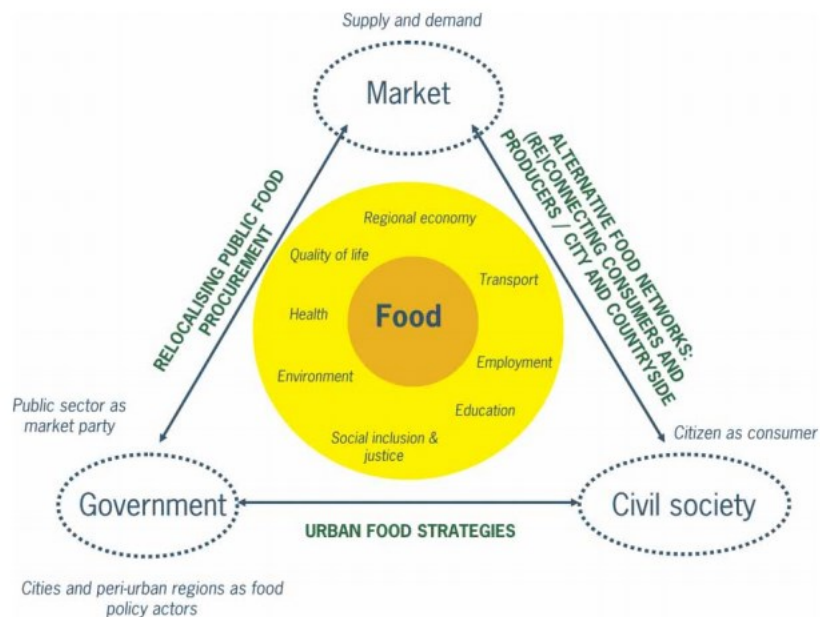 Supply and demand
Market
RELOCALISING PUBLIC FOOD
PROCUREMENT
ALTERNATIVE FOOD NETWORKS:
(RE)CONNECTING CONSUMERS AND
PRODUCERS / CITY AND COUNTRYSIDE
Regional economy
Quality of life
Transport
Health
Food
Environment
Employment
Education
Social inclusion &
justice
Public sector as
market party
Citizen as consumer
Government
Civil society
URBAN FOOD STRATEGIES
Cities and peri-urban regions as food
policy actors